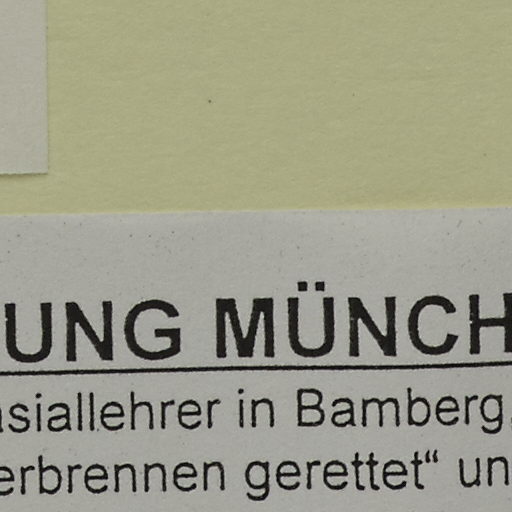 UNG MÜNCH
asiallehrer in Bamberg,
erbrennen gerettet“ un